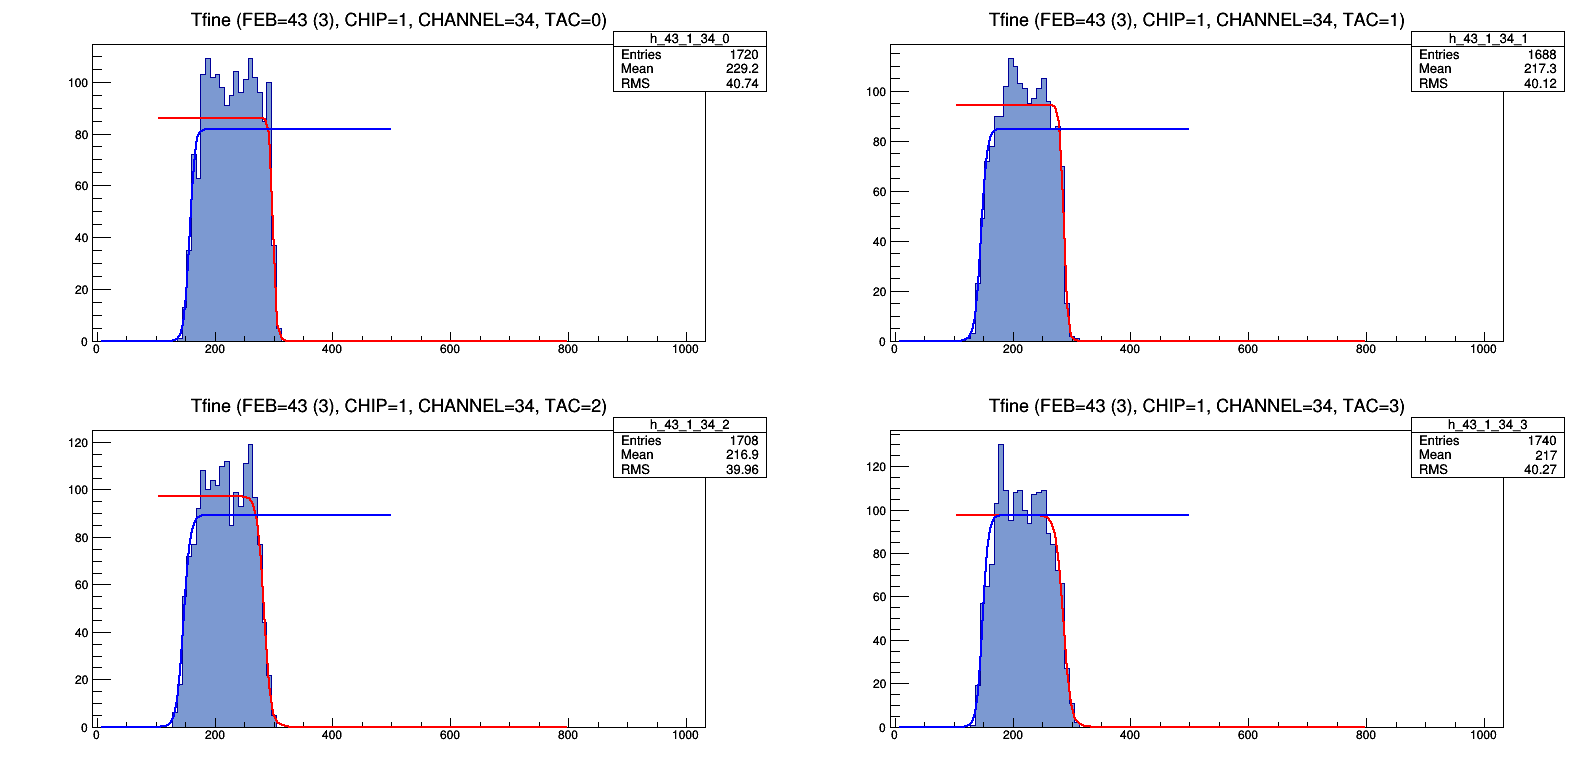 Tfine (FEB=43 (3), CHIP=1, CHANNEL=34, TAC=0)
h_43_1_34_0
Entries 1720
Mean 229.2
RMS 40.74
100
80
60
40
20
0
0 200 400 600 800 1000
Tfine (FEB=43 (3), CHIP=1, CHANNEL=34, TAC=1)
h_43_1_34_1
Entries 1688
Mean 217.3
RMS 40.12
100
80
60
40
20
0
0 200 400 600 800 1000
Tfine (FEB=43 (3), CHIP=1, CHANNEL=34, TAC=2)
h_43_1_34_2
Entries 1708
Mean 216.9
RMS 39.96
120
100
80
60
40
20
0
0 200 400 600 800 1000
Tfine (FEB=43 (3), CHIP=1, CHANNEL=34, TAC=3)
h_43_1_34_3
Entries 1740
Mean 217
RMS 40.27
120
100
80
60
40
20
0
0 200 400 600 800 1000